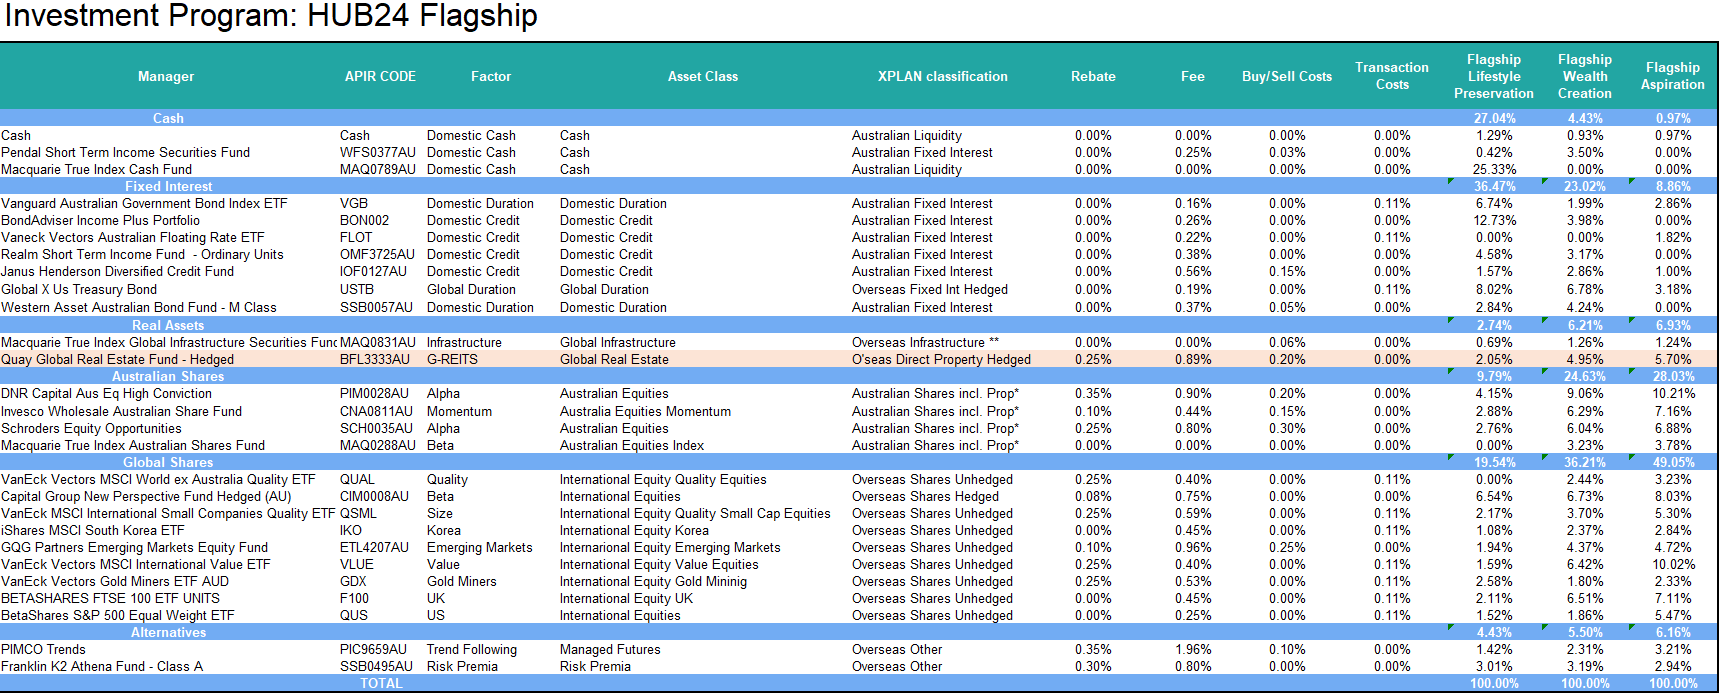 Investment Program: HUB24 Flagship
Manager APIR CODE Factor Asset Class XPLAN classification Rebate Fee Buy/Sell Costs Transaction Costs Flagship Lifestyle Preservation Flagship Wealth Creation Flagship Aspiration
Cash 27.04% 4.43% 0.97%
Cash Cash Domestic Cash Cash Australian Liquidity 0.00% 0.00% 0.00% 0.00% 1.29% 0.93% 0.97%
Pendal Short Term Income Securities Fund WFS0377AU Domestic Cash Cash Australian Fixed Interest 0.00% 0.25% 0.03% 0.00% 0.42% 3.50% 0.00%
Macquarie True Index Cash Fund MAQ0789AU Domestic Cash Cash Australian Liquidity 0.00% 0.00% 0.00% 0.00% 25.33% 0.00% 0.00%
Fixed Interest 36.47% 23.02% 8.86%
Vanguard Australian Government Bond Index ETF VGB Domestic Duration Domestic Duration Australian Fixed Interest 0.00% 0.16% 0.00% 0.11% 6.74% 1.99% 2.86%
BondAdviser Income Plus Portfolio BON002 Domestic Credit Domestic Credit Australian Fixed Interest 0.00% 0.26% 0.00% 0.00% 12.73% 3.98% 0.00%
Vaneck Vectors Australian Floating Rate ETF FLOT Domestic Credit Domestic Credit Australian Fixed Interest 0.00% 0.22% 0.00% 0.11% 0.00% 0.00% 1.82%
Realm Short Term Income Fund - Ordinary Units OMF3725AU Domestic Credit Domestic Credit Australian Fixed Interest 0.00% 0.38% 0.00% 0.00% 4.58% 3.17% 0.00%
Janus Henderson Diversified Credit Fund IOF0127AU Domestic Credit Domestic Credit Australian Fixed Interest 0.00% 0.56% 0.15% 0.00% 1.57% 2.86% 1.00%
Global X Us Treasury Bond USTB Global Duration Global Duration Overseas Fixed Int Hedged 0.00% 0.19% 0.00% 0.11% 8.02% 6.78% 3.18%
Western Asset Australian Bond Fund - M Class SSB0057AU Domestic Duration Domestic Duration Australian Fixed Interest 0.00% 0.37% 0.05% 0.00% 2.84% 4.24% 0.00%
Real Assets 2.74% 6.21% 6.93%
Macquarie True Index Global Infrastructure Securities Func MAQ0831AU Infrastructure Global Infrastructure Overseas Infrastructure ** 0.00% 0.00% 0.06% 0.00% 0.69% 1.26% 1.24%
Quay Global Real Estate Fund - Hedged BFL3333AU G-REITS Global Real Estate O'seas Direct Property Hedged 0.25% 0.89% 0.20% 0.00% 2.05% 4.95% 5.70%
Australian Shares 9.79% 24.63% 28.03%
DNR Capital Aus Eq High Conviction PIM0028AU Alpha Australian Equities Australian Shares incl. Prop* 0.35% 0.90% 0.20% 0.00% 4.15% 9.06% 10.21%
Invesco Wholesale Australian Share Fund CNA0811AU Momentum Australia Equities Momentum Australian Shares incl. Prop* 0.10% 0.44% 0.15% 0.00% 2.88% 6.29% 7.16%
Schroders Equity Opportunities SCH0035AU Alpha Australian Equities Australian Shares incl. Prop* 0.25% 0.80% 0.30% 0.00% 2.76% 6.04% 6.88%
Macquarie True Index Australian Shares Fund MAQ0288AU Beta Australian Equities Index Australian Shares incl. Prop* 0.00% 0.00% 0.00% 0.00% 0.00% 3.23% 3.78%
Global Shares 19.54% 36.21% 49.05%
VanEck Vectors MSCI World ex Australia Quality ETF QUAL Quality International Equity Quality Equities Overseas Shares Unhedged 0.25% 0.40% 0.00% 0.11% 0.00% 2.44% 3.23%
Capital Group New Perspective Fund Hedged (AU) CIM0008AU Beta International Equities Overseas Shares Hedged 0.08% 0.75% 0.00% 0.00% 6.54% 6.73% 8.03%
VanEck MSCI International Small Companies Quality ETF QSML Size International Equity Quality Small Cap Equities Overseas Shares Unhedged 0.25% 0.59% 0.00% 0.11% 2.17% 3.70% 5.30%
iShares MSCI South Korea ETF IKO Korea International Equity Korea Overseas Shares Unhedged 0.00% 0.45% 0.00% 0.11% 1.08% 2.37% 2.84%
GQG Partners Emerging Markets Equity Fund ETL4207AU Emerging Markets Internarional Equity Emerging Markets Overseas Shares Unhedged 0.10% 0.96% 0.25% 0.00% 1.94% 4.37% 4.72%
VanEck Vectors MSCI International Value ETF VLUE Value International Equity Value Equities Overseas Shares Unhedged 0.25% 0.40% 0.00% 0.11% 1.59% 6.42% 10.02%
VanEck Vectors Gold Miners ETF AUD GDX Gold Miners International Equity Gold Mininig Overseas Shares Unhedged 0.25% 0.53% 0.00% 0.11% 2.58% 1.80% 2.33%
BETASHARES FTSE 100 ETF UNITS F100 UK International Equity UK Overseas Shares Unhedged 0.00% 0.45% 0.00% 0.11% 2.11% 6.51% 7.11%
BetaShares S&P 500 Equal Weight ETF QUS US International Equities Overseas Shares Unhedged 0.00% 0.25% 0.00% 0.11% 1.52% 1.86% 5.47%
Alternatives 4.43% 5.50% 6.16%
PIMCO Trends PIC9659AU Trend Following Managed Futures Overseas Other 0.35% 1.96% 0.10% 0.00% 1.42% 2.31% 3.21%
Franklin K2 Athena Fund - Class A SSB0495AU Risk Premia Risk Premia Overseas Other 0.30% 0.80% 0.00% 0.00% 3.01% 3.19% 2.94%
TOTAL 100.00% 100.00% 100.00%